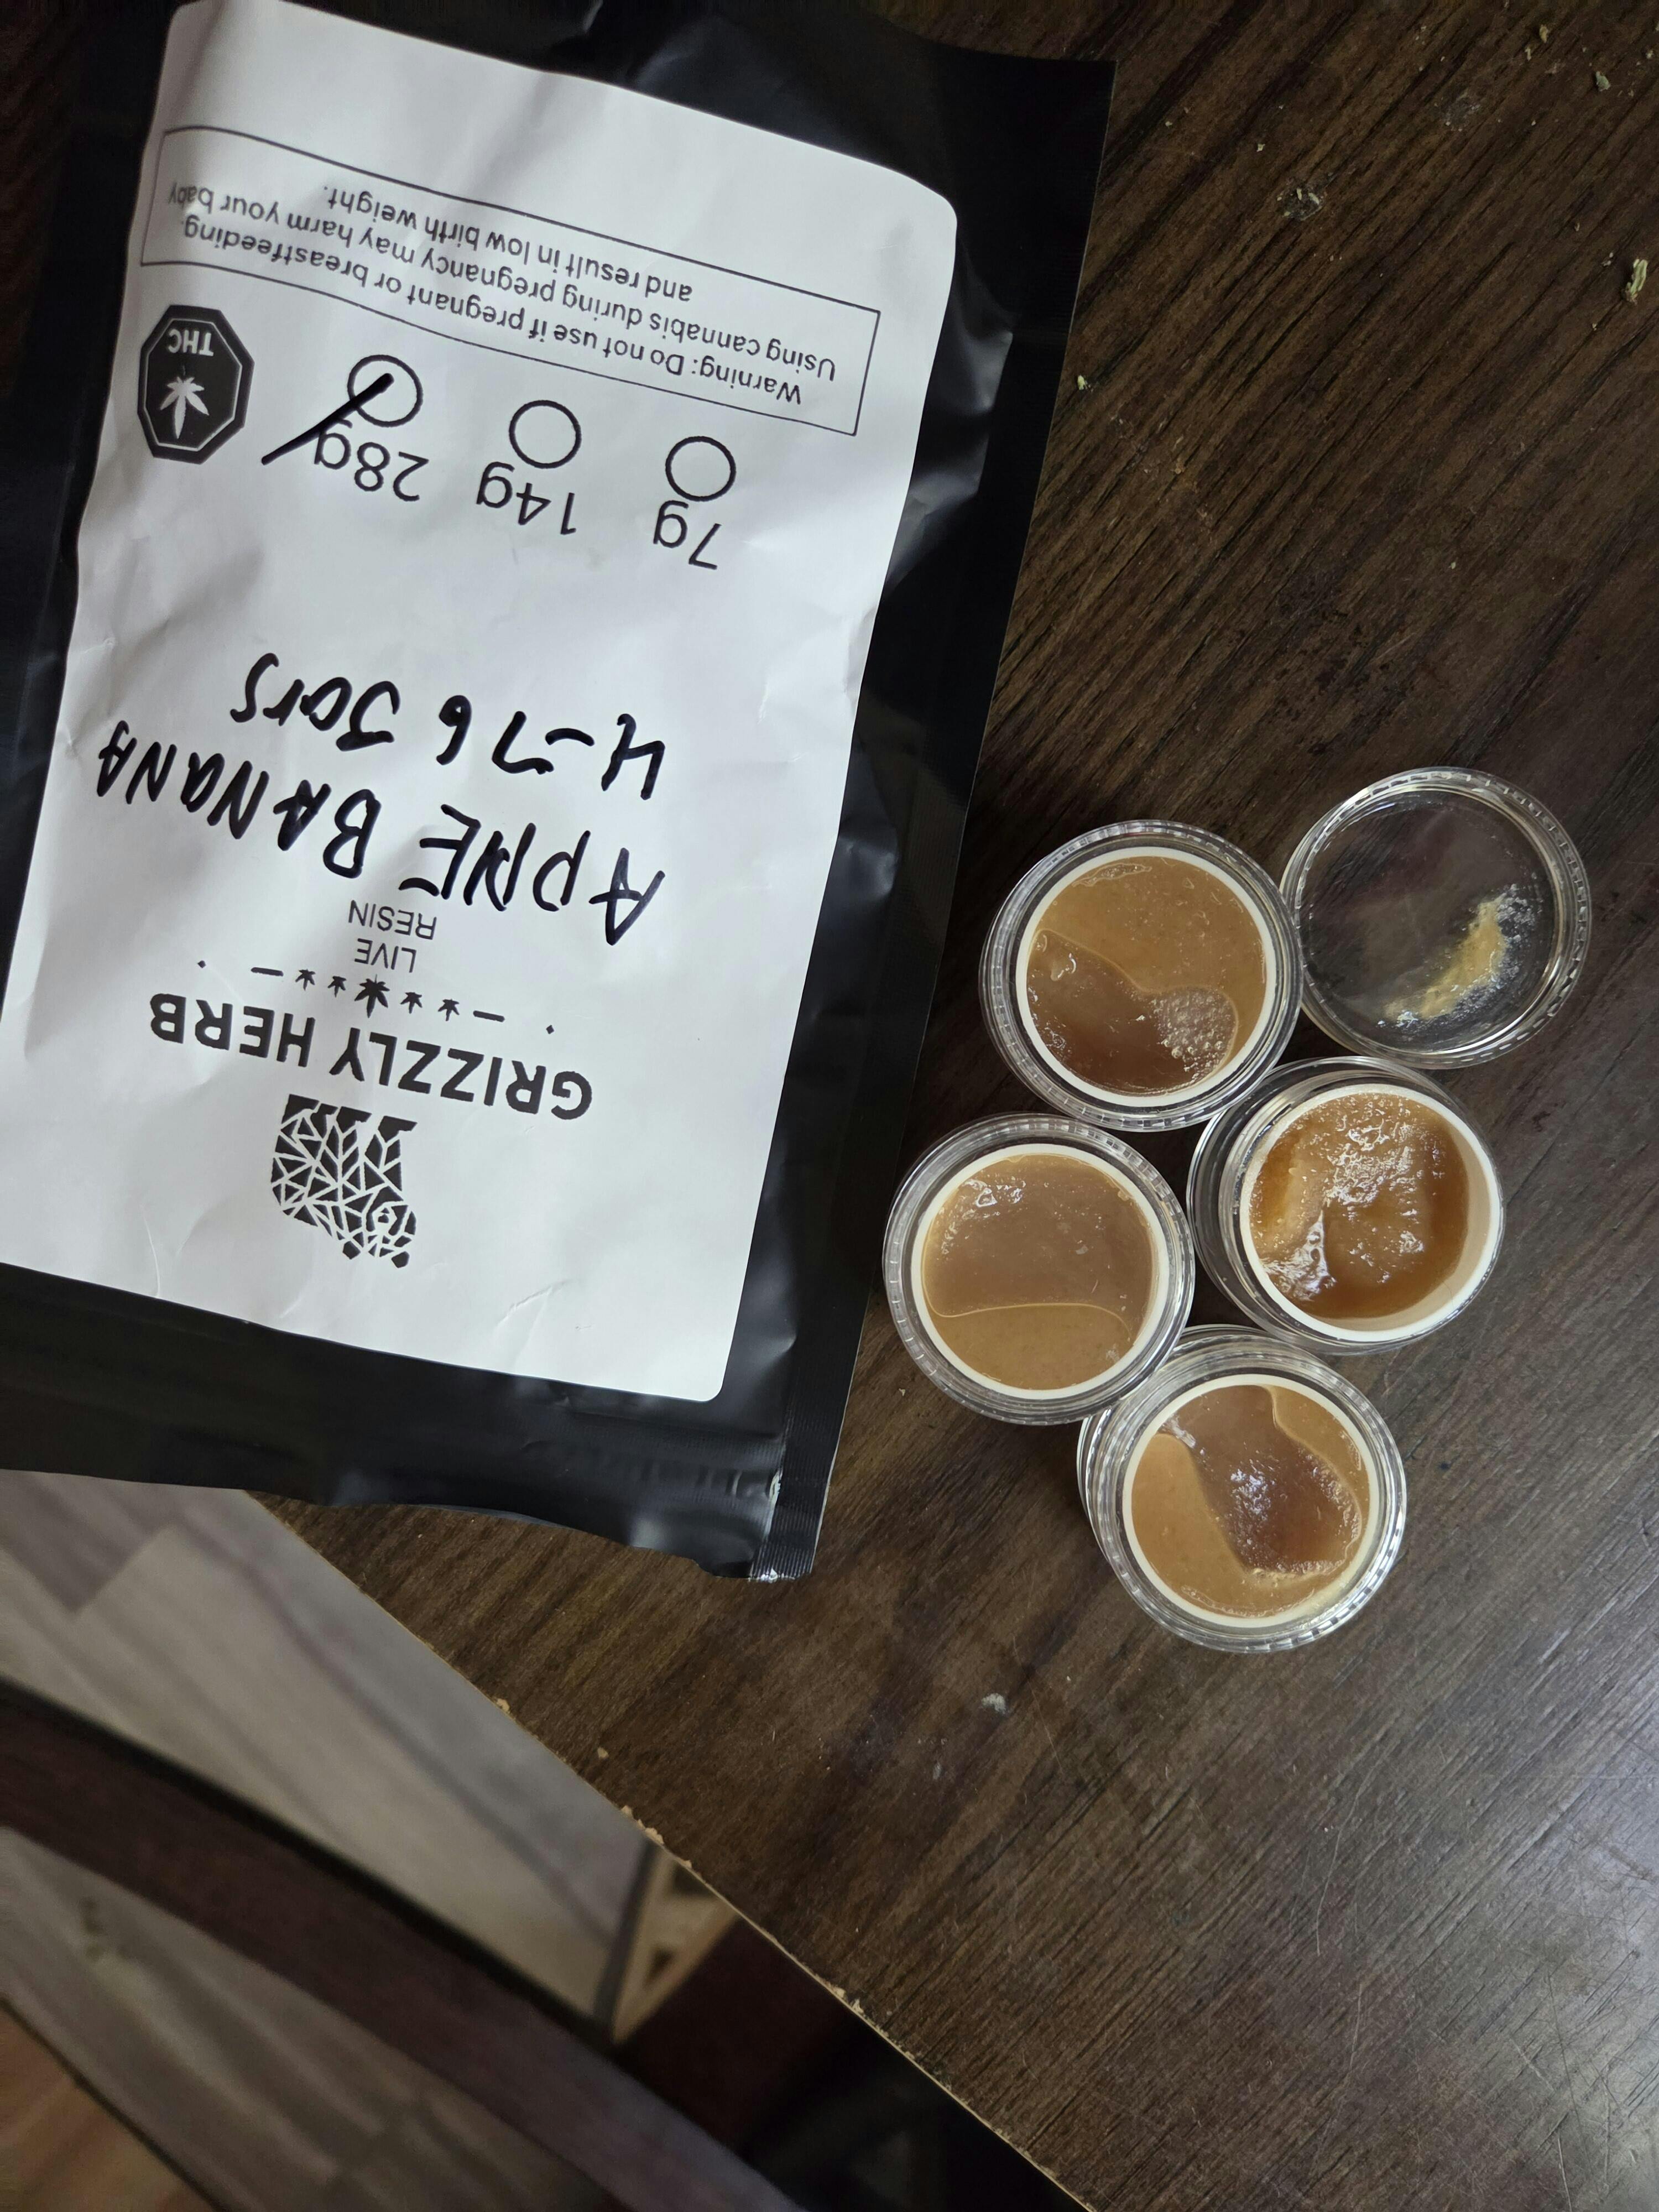 GRIZZLY HERB
LIVE
RESIN
APNE BANANA
4-7g Jars
7g
14g
28g
THC
Warning: Do not use if pregnant or breastfeeding.
Using cannabis during pregnancy may harm your baby
and result in low birth weight.